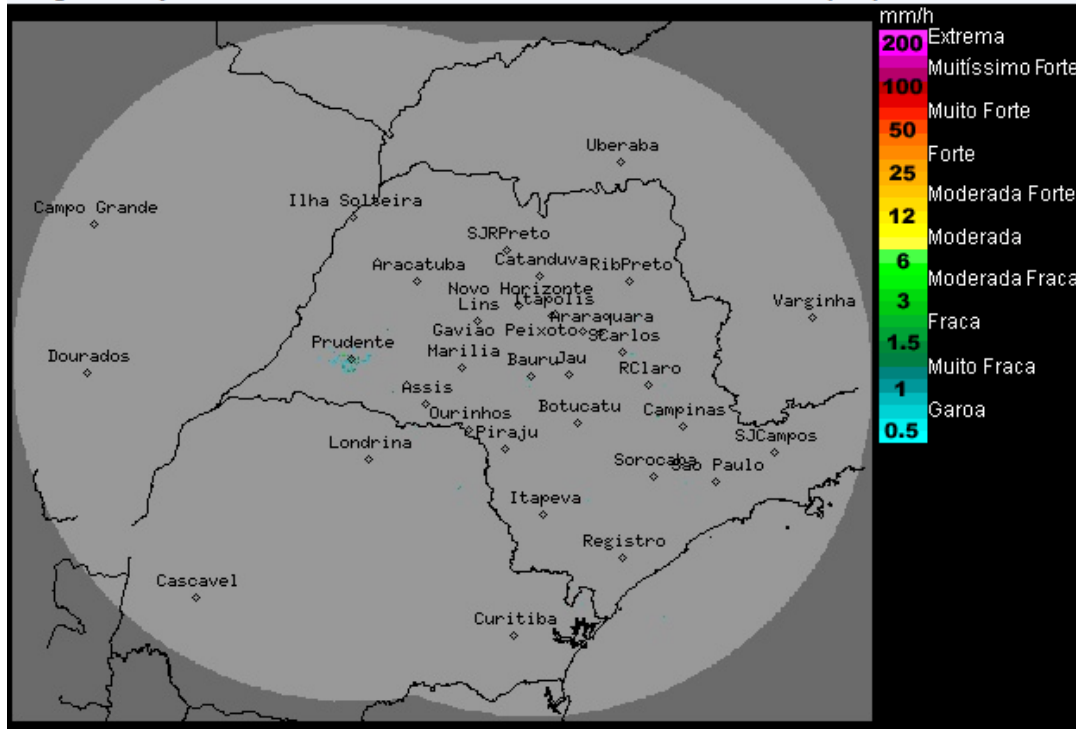 mm/h
200 Extrema
Muitíssimo Forte
100
Muito Forte
50
Forte
25
Moderada Forte
12
Moderada
6
Moderada Fraca
3
Fraca
1.5
Muito Fraca
1
Garoa
0.5
Uberaba
Ilha Solteira
Campo Grande
SJRPreto
Catanduva
RibPreto
Aracatuba
Novo Horizonte
Itapolis
Lins
Varginha
Araraquara
Gavião Peixoto
SCarlos
Prudente
Marilia
Dourados
Bauru
Jau
RClaro
Assis
Ourinhos
Botucatu
Campinas
Piraju
SJCampos
Londrina
Sorocaba
Sao Paulo
Itapeva
Registro
Cascavel
Curitiba